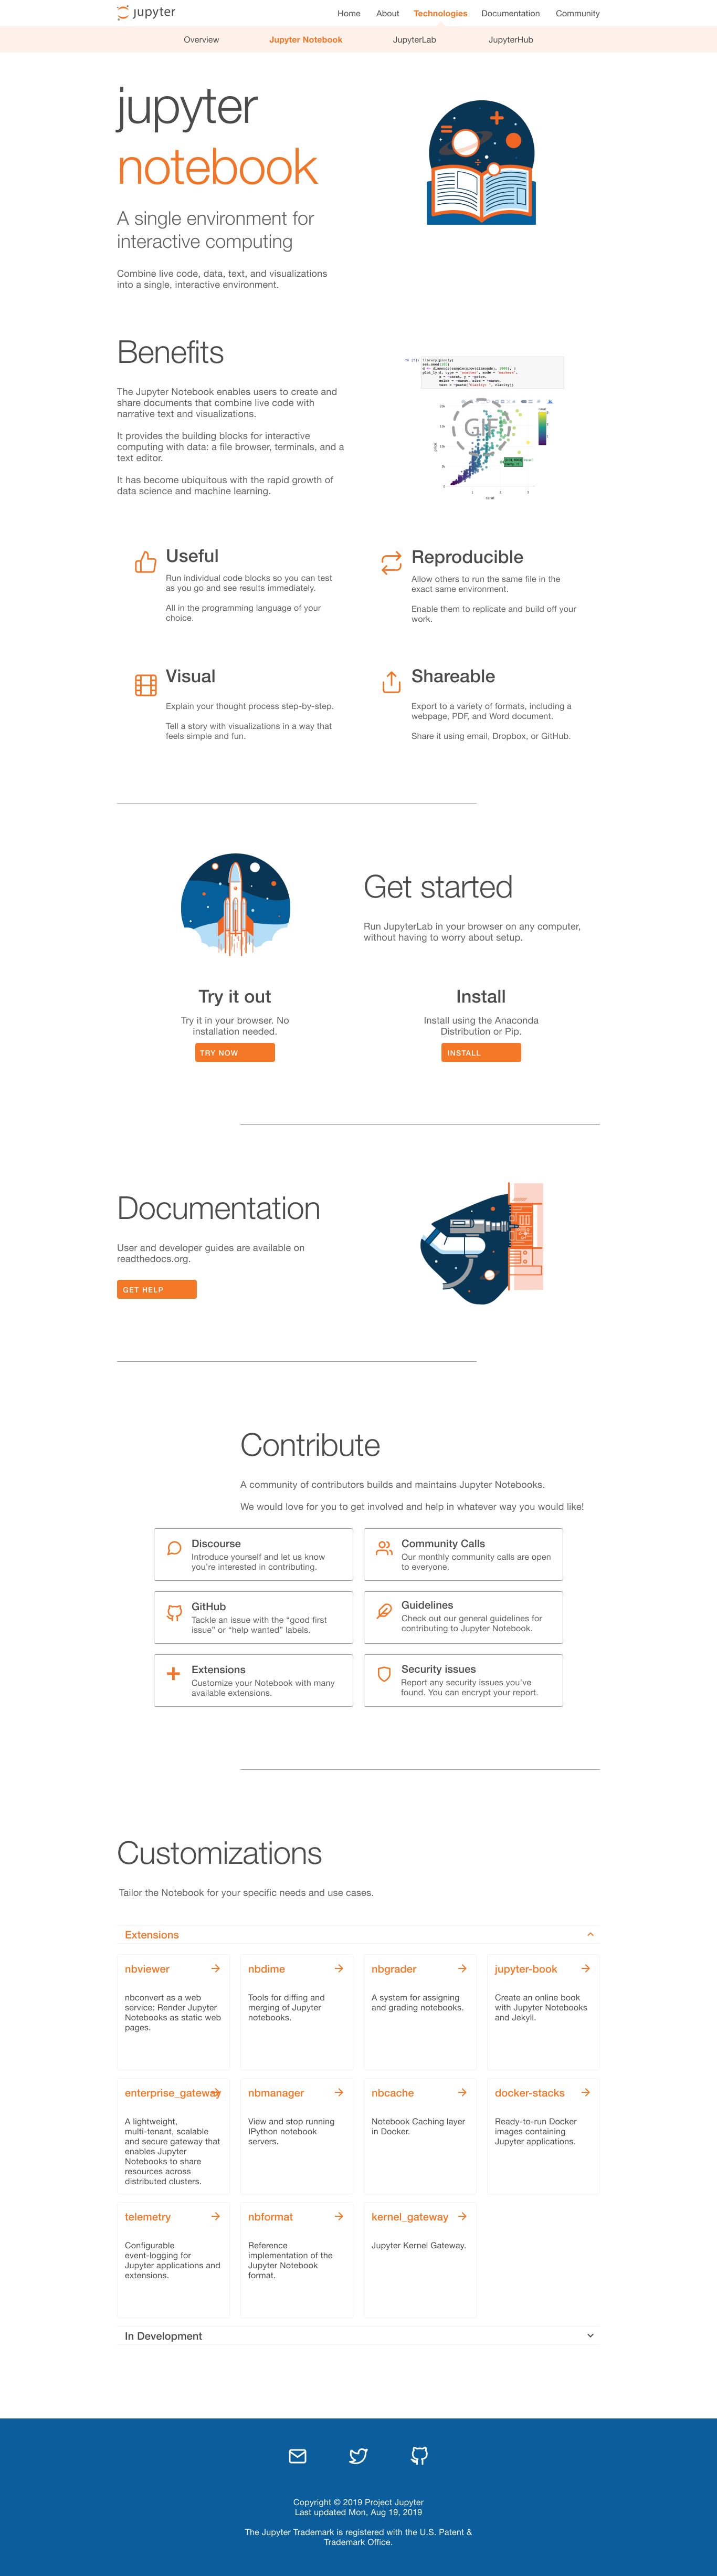 jupyter
Home About Technologies Documentation Community
Overview Jupyter Notebook JupyterLab JupyterHub
jupyter
notebook
A single environment for
interactive computing
Combine live code, data, text, and visualizations
into a single, interactive environment.
Benefits
The Jupyter Notebook enables users to create and
share documents that combine live code with
narrative text and visualizations.
It provides the building blocks for interactive
computing with data: a file browser, terminals, and a
text editor.
It has become ubiquitous with the rapid growth of
data science and machine learning.
GIF
carat
Useful
Run individual code blocks so you can test
as you go and see results immediately.
All in the programming language of your
choice.
Reproducible
Allow others to run the same file in the
exact same environment.
Enable them to replicate and build off your
work.
Visual
Explain your thought process step-by-step.
Tell a story with visualizations in a way that
feels simple and fun.
Shareable
Export to a variety of formats, including a
webpage, PDF, and Word document.
Share it using email, Dropbox, or GitHub.
Get started
Run JupyterLab in your browser on any computer,
without having to worry about setup.
Try it out
Try it in your browser. No
installation needed.
TRY NOW
Install
Install using the Anaconda
Distribution or Pip.
INSTALL
Documentation
User and developer guides are available on
readthedocs.org.
GET HELP
Contribute
A community of contributors builds and maintains Jupyter Notebooks.
We would love for you to get involved and help in whatever way you would like!
Discourse
Introduce yourself and let us know
you're interested in contributing.
Community Calls
Our monthly community calls are open
to everyone.
GitHub
Tackle an issue with the “good first
issue” or “help wanted” labels.
Guidelines
Check out our general guidelines for
contributing to Jupyter Notebook.
Extensions
Customize your Notebook with many
available extensions.
Security issues
Report any security issues you've
found. You can encrypt your report.
Customizations
Tailor the Notebook for your specific needs and use cases.
Extensions
nbviewer
nbconvert as a web
service: Render Jupyter
Notebooks as static web
pages.
nbdime
Tools for diffing and
merging of Jupyter
notebooks.
nbgrader
A system for assigning
and grading notebooks.
jupyter-book
Create an online book
with Jupyter Notebooks
and Jekyll.
enterprise_gateway
A lightweight,
multi-tenant, scalable
and secure gateway that
enables Jupyter
Notebooks to share
resources across
distributed clusters.
nbmanager
View and stop running
IPython notebook
servers.
nbcache
Notebook Caching layer
in Docker.
docker-stacks
Ready-to-run Docker
images containing
Jupyter applications.
telemetry
Configurable
event-logging for
Jupyter applications and
extensions.
nbformat
Reference
implementation of the
Jupyter Notebook
format.
kernel_gateway
Jupyter Kernel Gateway.
In Development
Copyright © 2019 Project Jupyter
Last updated Mon, Aug 19, 2019
The Jupyter Trademark is registered with the U.S. Patent &
Trademark Office.